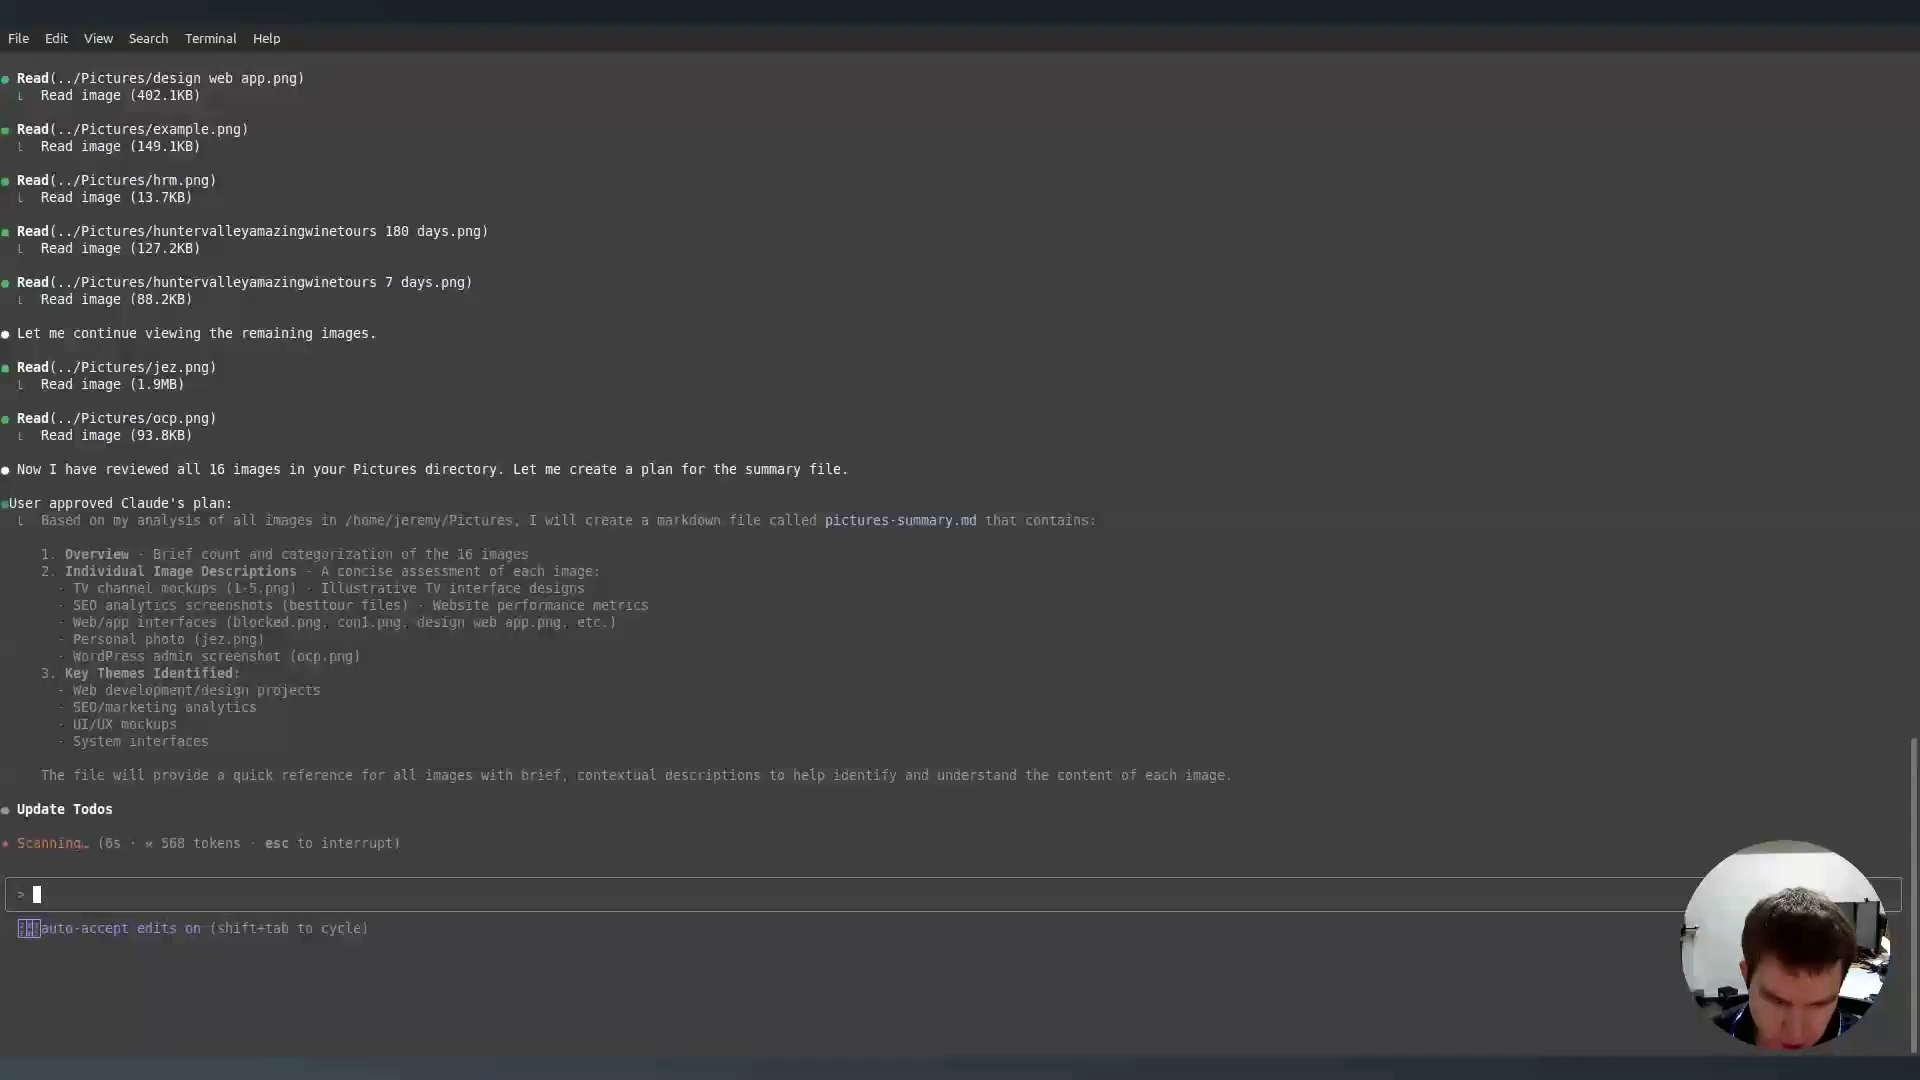 File Edit View Search Terminal Help
● Read(../Pictures/design web app.png)
Read image (402.1KB)
● Read(../Pictures/example.png)
Read image (149.1KB)
● Read(../Pictures/hrm.png)
Read image (13.7KB)
● Read(../Pictures/huntervalleyamazingwinetours 180 days.png)
Read image (127.2KB)
● Read(../Pictures/huntervalleyamazingwinetours 7 days.png)
Read image (88.2KB)
● Let me continue viewing the remaining images.
● Read(../Pictures/jez.png)
Read image (1.9MB)
● Read(../Pictures/ocp.png)
Read image (93.8KB)
● Now I have reviewed all 16 images in your Pictures directory. Let me create a plan for the summary file.
● User approved Claude's plan:
Based on my analysis of all images in /home/jeremy/Pictures, I will create a markdown file called pictures-summary.md that contains:
1. Overview - Brief count and categorization of the 16 images
2. Individual Image Descriptions - A concise assessment of each image:
- TV channel mockups (1-5.png) - Illustrative TV interface designs
- SEO analytics screenshots (besttour files) - Website performance metrics
- Web/app interfaces (blocked.png, con1.png, design web app.png, etc.)
- Personal photo (jez.png)
- WordPress admin screenshot (ocp.png)
3. Key Themes Identified:
- Web development/design projects
- SEO/marketing analytics
- UI/UX mockups
- System interfaces
The file will provide a quick reference for all images with brief, contextual descriptions to help identify and understand the content of each image.
● Update Todos
* Scanning… (6s · 568 tokens · esc to interrupt)
>
auto-accept edits on (shift+tab to cycle)